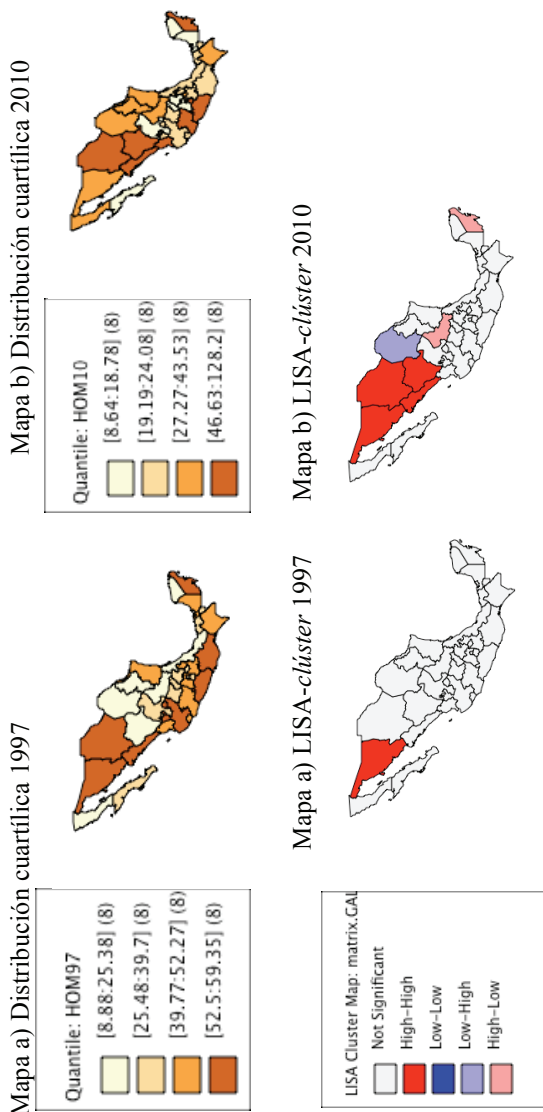 Mapa a) Distribución cuartílica 1997
Quantile: HOM97
[8.88:25.38] (8)
[25.48:39.7] (8)
[39.77:52.27] (8)
[52.5:59.35] (8)
Mapa b) Distribución cuartílica 2010
Quantile: HOM10
[8.64:18.78] (8)
[19.19:24.08] (8)
[27.27:43.53] (8)
[46.63:128.2] (8)
Mapa a) LISA-clúster 1997
LISA Cluster Map: matrix.GAL
Not Significant
High-High
Low-Low
Low-High
High-Low
Mapa b) LISA-clúster 2010